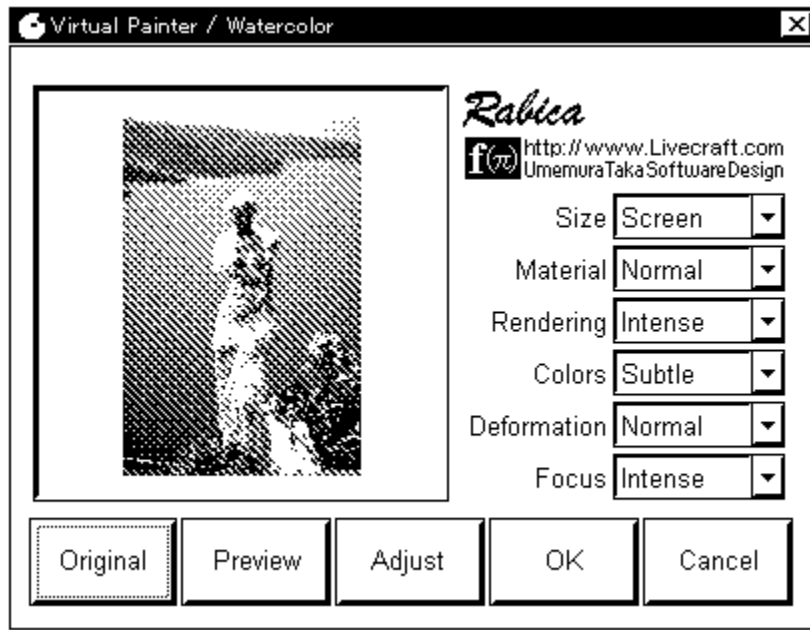 Virtual Painter / Watercolor
Rabica
f(π) http://www.Livecraft.com
UmemuraTakaSoftwareDesign
Size Screen
Material Normal
Rendering Intense
Colors Subtle
Deformation Normal
Focus Intense
Original Preview Adjust OK Cancel